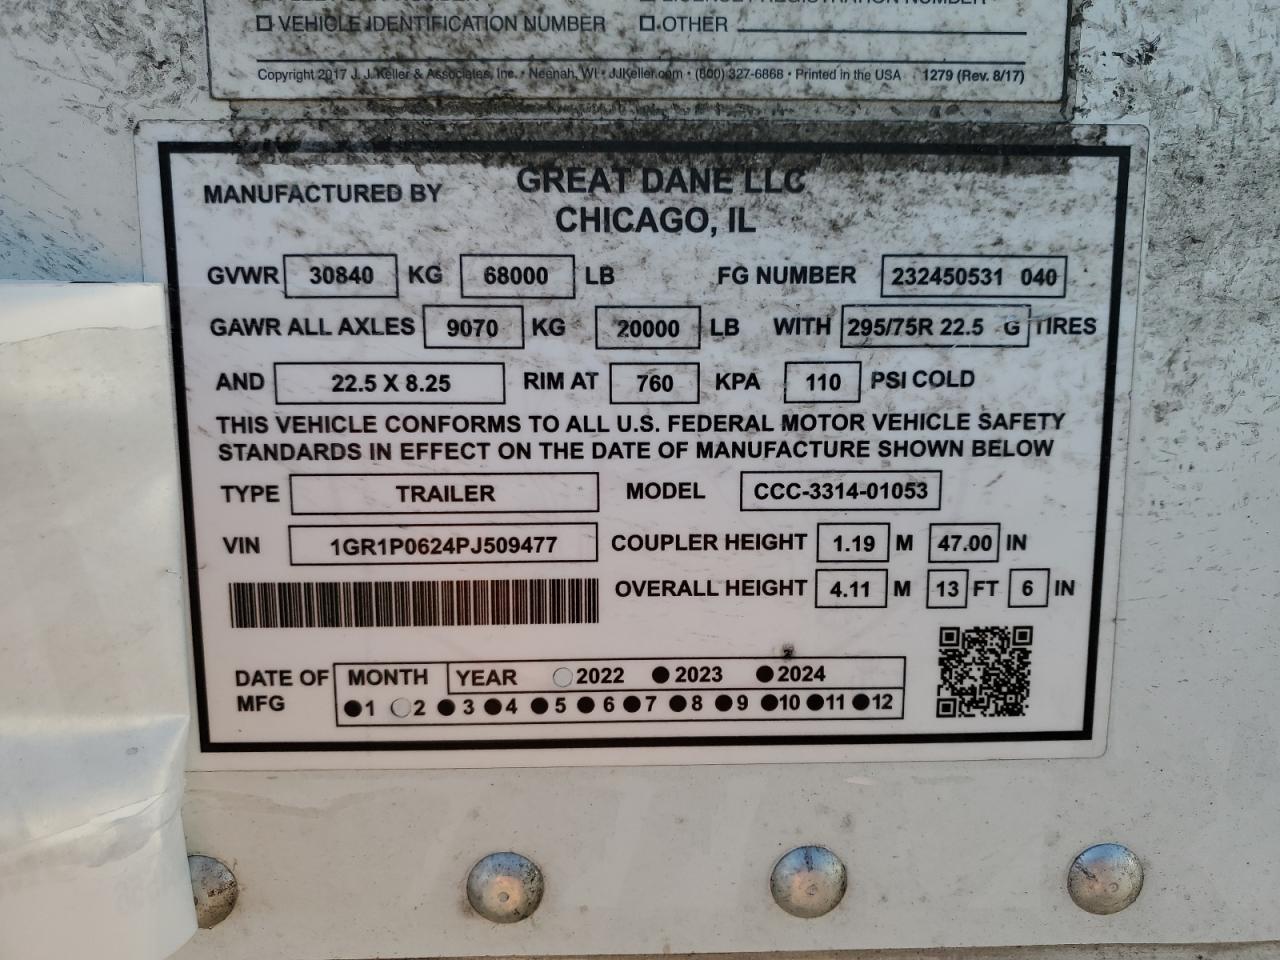 ☐ VEHICLE IDENTIFICATION NUMBER ☐ OTHER
Copyright 2017 J. J. Keller & Associates, Inc. • Neenah, WI • JJKeller.com • (800) 327-6868 • Printed in the USA 1279 (Rev. 8/17)
MANUFACTURED BY GREAT DANE LLC
CHICAGO, IL
GVWR 30840 KG 68000 LB FG NUMBER 232450531 040
GAWR ALL AXLES 9070 KG 20000 LB WITH 295/75R 22.5 G TIRES
AND 22.5 X 8.25 RIM AT 760 KPA 110 PSI COLD
THIS VEHICLE CONFORMS TO ALL U.S. FEDERAL MOTOR VEHICLE SAFETY
STANDARDS IN EFFECT ON THE DATE OF MANUFACTURE SHOWN BELOW
TYPE TRAILER MODEL CCC-3314-01053
VIN 1GR1P0624PJ509477 COUPLER HEIGHT 1.19 M 47.00 IN
OVERALL HEIGHT 4.11 M 13 FT 6 IN
DATE OF MFG MONTH YEAR 2022 2023 2024
1 2 3 4 5 6 7 8 9 10 11 12